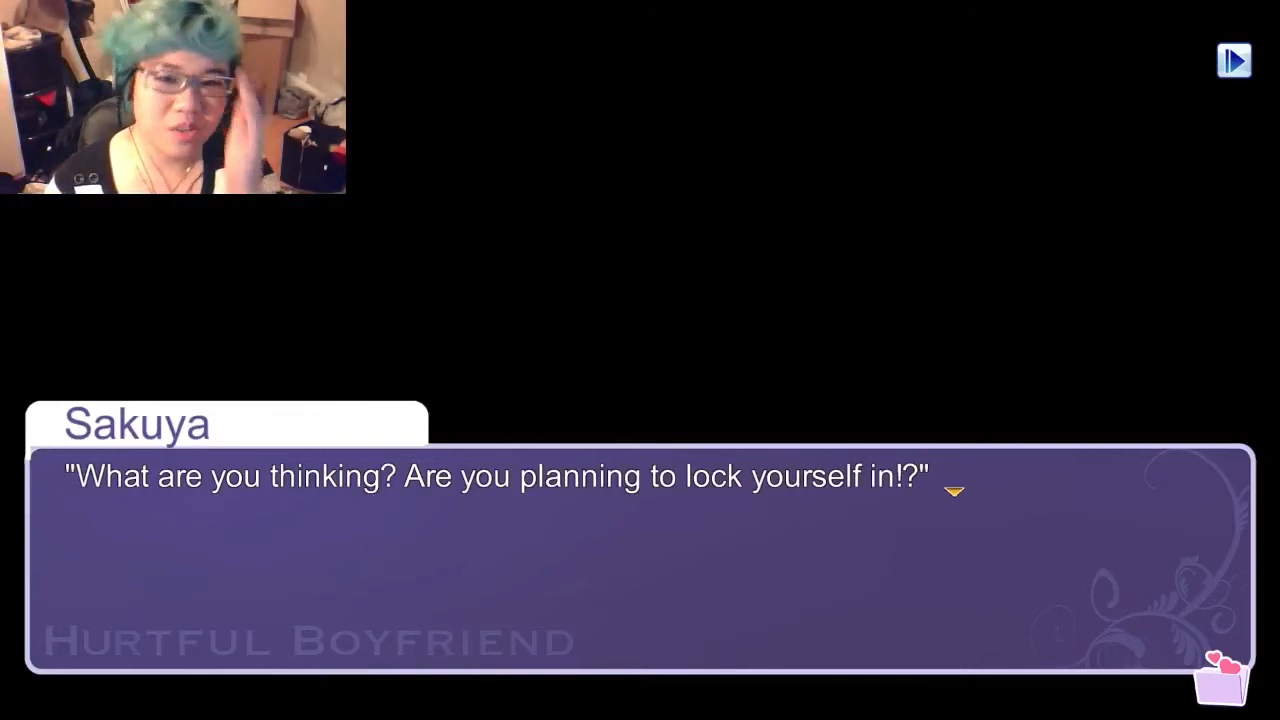 Sakuya
"What are you thinking? Are you planning to lock yourself in!?"
HURTFUL BOYFRIEND